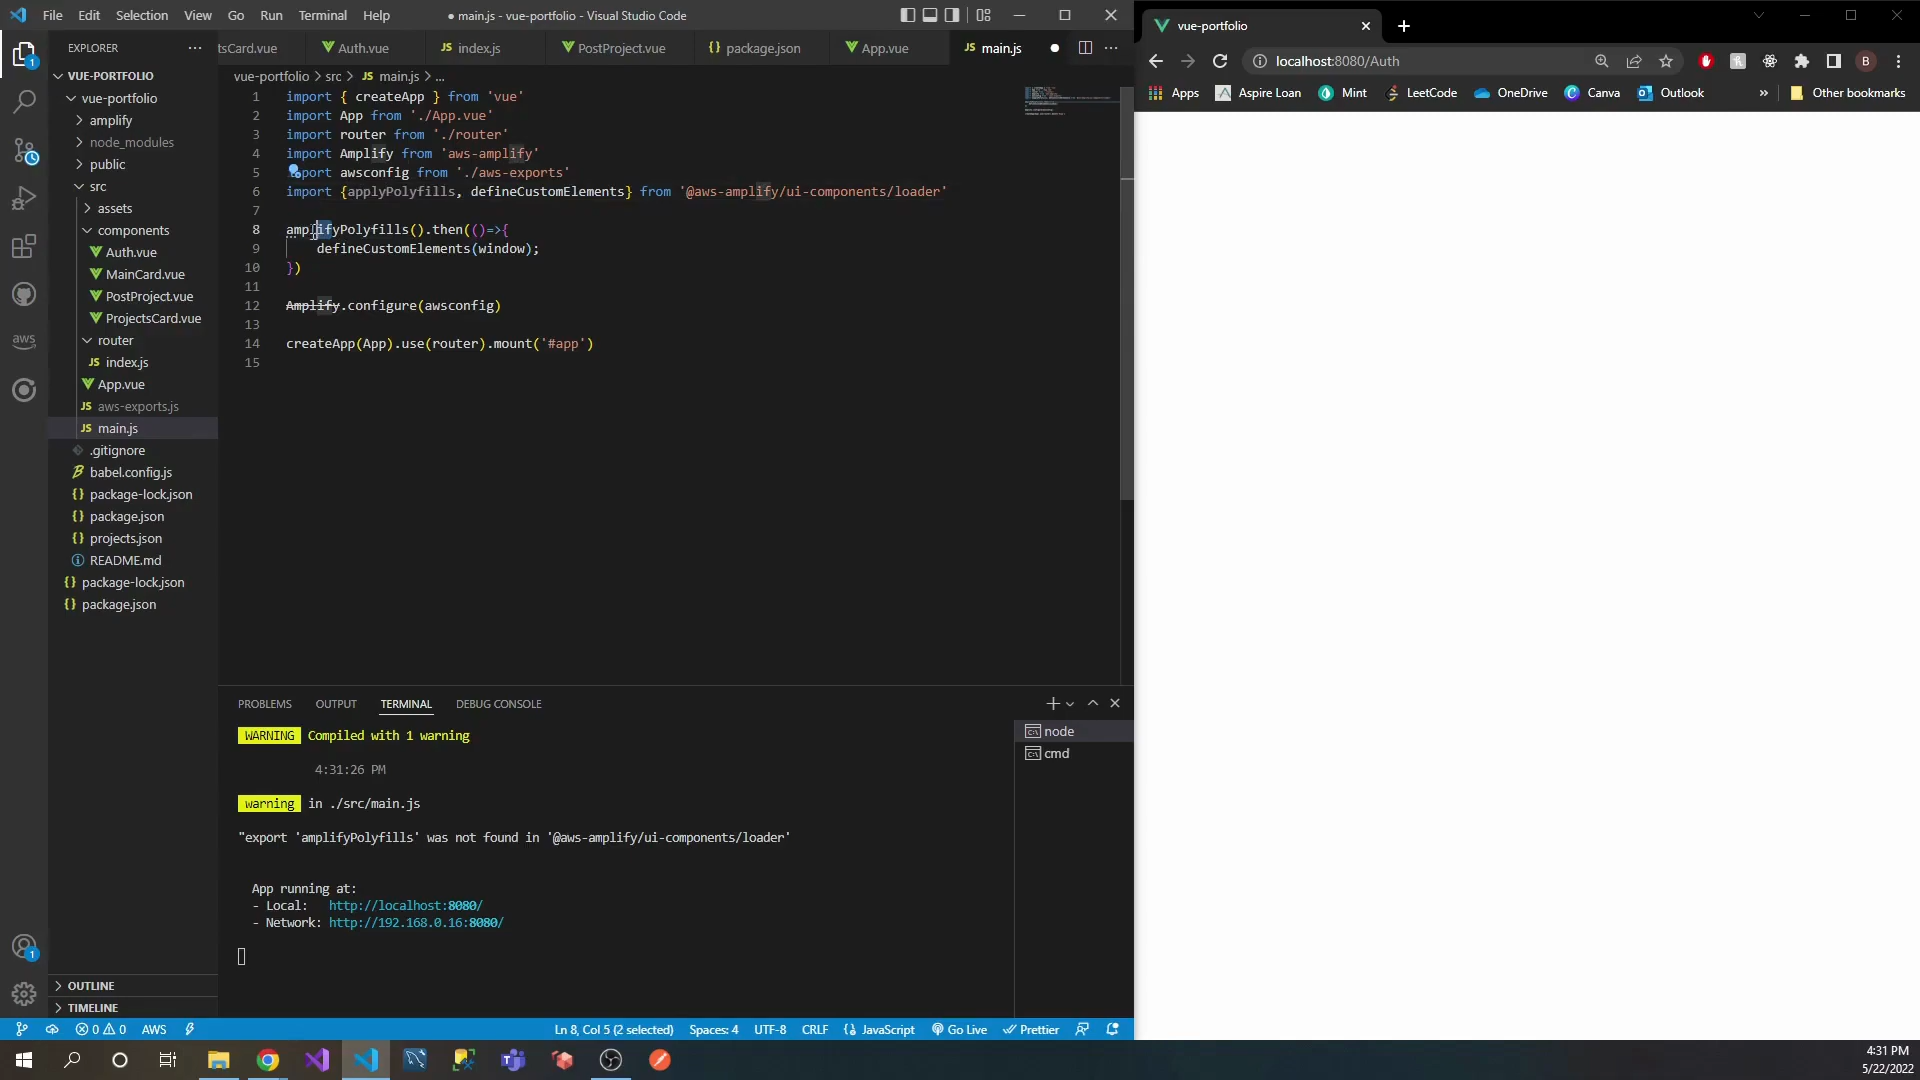 File Edit Selection View Go Run Terminal Help
● main.js - vue-portfolio - Visual Studio Code
EXPLORER
VUE-PORTFOLIO
vue-portfolio
amplify
node_modules
public
src
assets
components
Auth.vue
MainCard.vue
PostProject.vue
ProjectsCard.vue
router
index.js
App.vue
aws-exports.js
main.js
.gitignore
babel.config.js
package-lock.json
package.json
projects.json
README.md
package-lock.json
package.json
OUTLINE
TIMELINE
aws
1
1
tsCard.vue Auth.vue index.js PostProject.vue package.json App.vue main.js
vue-portfolio > src > JS main.js > ...
1 import { createApp } from 'vue'
2 import App from './App.vue'
3 import router from './router'
4 import Amplify from 'aws-amplify'
5 port awsconfig from './aws-exports'
6 import {applyPolyfills, defineCustomElements} from '@aws-amplify/ui-components/loader'
7
8 amplifyPolyfills().then(()=>{
9 defineCustomElements(window);
10 })
11
12 Amplify.configure(awsconfig)
13
14 createApp(App).use(router).mount('#app')
15
PROBLEMS OUTPUT TERMINAL DEBUG CONSOLE
WARNING Compiled with 1 warning
4:31:26 PM
warning in ./src/main.js
"export 'amplifyPolyfills' was not found in '@aws-amplify/ui-components/loader'
App running at:
- Local: http://localhost:8080/
- Network: http://192.168.0.16:8080/
node
cmd
0 0 AWS Ln 8, Col 5 (2 selected) Spaces: 4 UTF-8 CRLF JavaScript Go Live Prettier
vue-portfolio
localhost:8080/Auth
B
Apps Aspire Loan Mint LeetCode OneDrive Canva Outlook » Other bookmarks
4:31 PM
5/22/2022